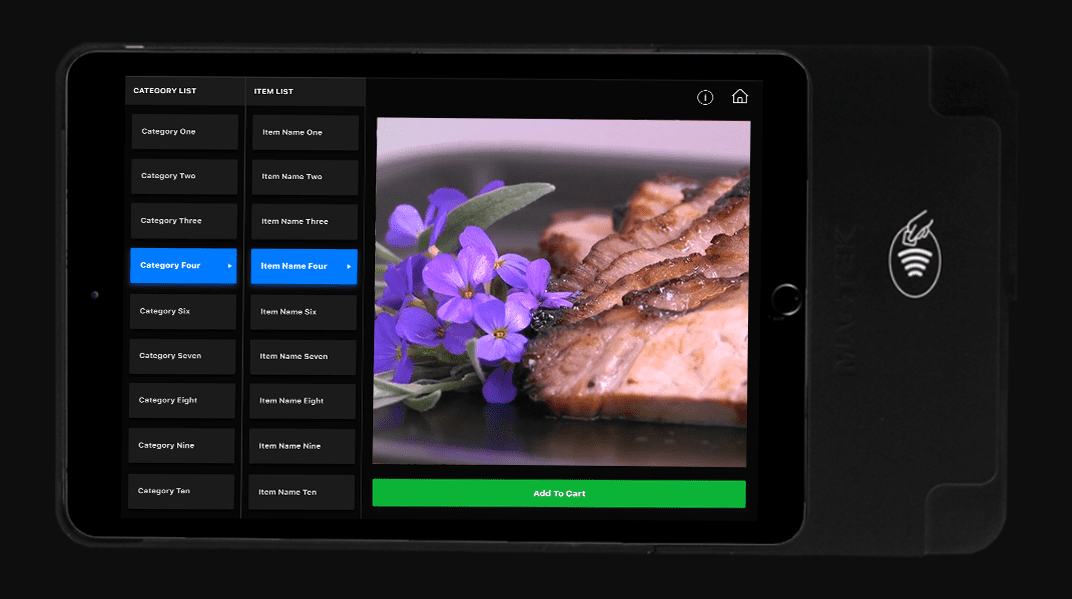 CATEGORY LIST
ITEM LIST
Category One
Item Name One
Category Two
Item Name Two
Category Three
Item Name Three
Category Four
Item Name Four
Category Six
Item Name Six
Category Seven
Item Name Seven
Category Eight
Item Name Eight
Category Nine
Item Name Nine
Category Ten
Item Name Ten
Add To Cart